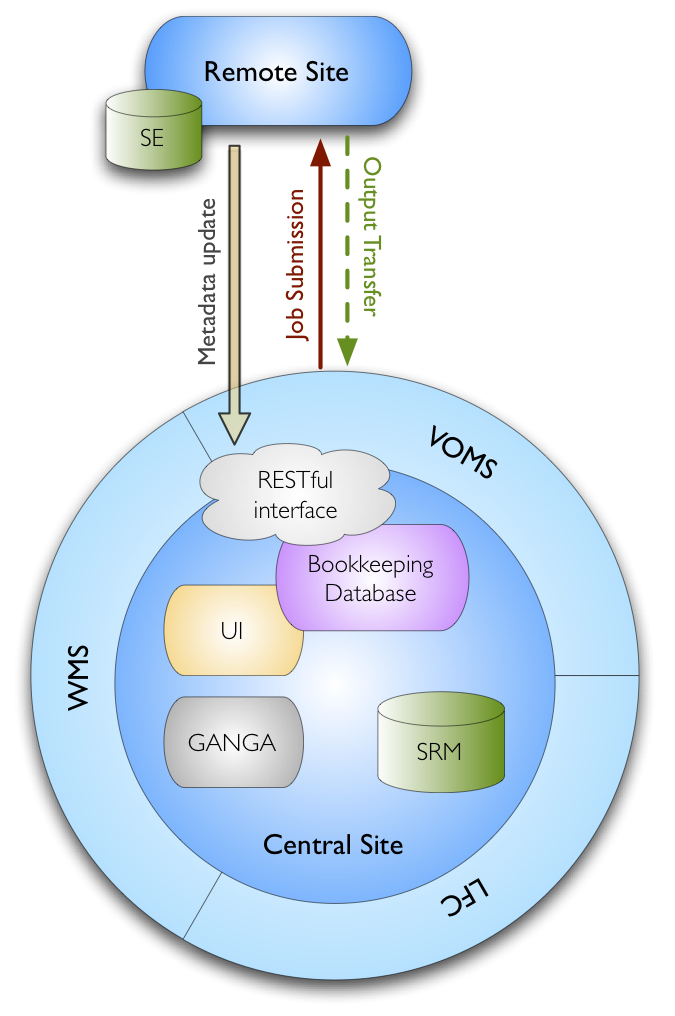 Remote Site
SE
Metadata update
Job Submission
Output Transfer
VOMS
RESTful
interface
Bookkeeping
Database
UI
WMS
GANGA
SRM
Central Site
LFC